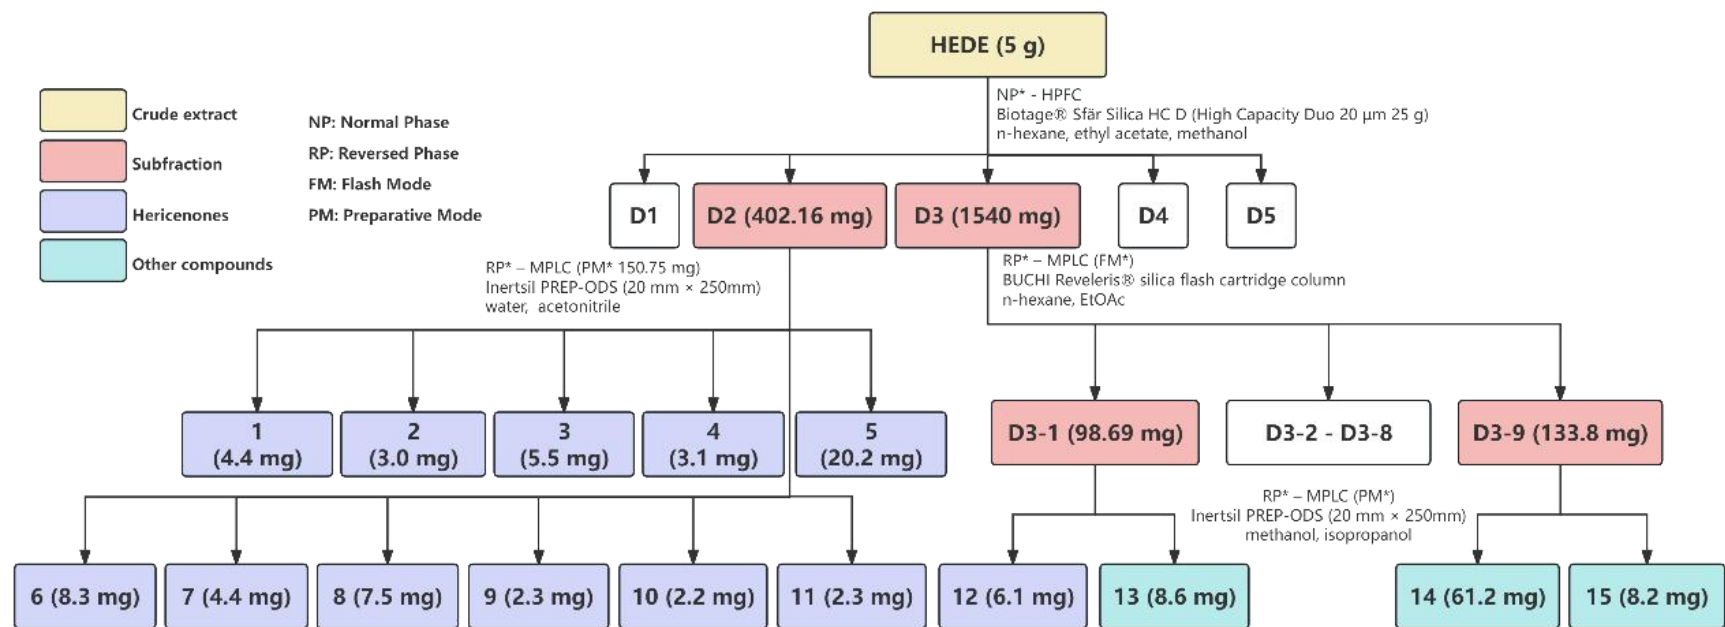 HEDE (5 g)
NP* - HPFC
Biotage® Sfär Silica HC D (High Capacity Duo 20 μm 25 g)
n-hexane, ethyl acetate, methanol
Crude extract
Subfraction
Hericenones
Other compounds
NP: Normal Phase
RP: Reversed Phase
FM: Flash Mode
PM: Preparative Mode
D1
D2 (402.16 mg)
D3 (1540 mg)
D4
D5
RP* – MPLC (PM* 150.75 mg)
Inertsil PREP-ODS (20 mm × 250mm)
water, acetonitrile
RP* – MPLC (FM*)
BUCHI Reveleris® silica flash cartridge column
n-hexane, EtOAc
1
(4.4 mg)
2
(3.0 mg)
3
(5.5 mg)
4
(3.1 mg)
5
(20.2 mg)
D3-1 (98.69 mg)
D3-2 - D3-8
D3-9 (133.8 mg)
RP* – MPLC (PM*)
Inertsil PREP-ODS (20 mm × 250mm)
methanol, isopropanol
6 (8.3 mg)
7 (4.4 mg)
8 (7.5 mg)
9 (2.3 mg)
10 (2.2 mg)
11 (2.3 mg)
12 (6.1 mg)
13 (8.6 mg)
14 (61.2 mg)
15 (8.2 mg)